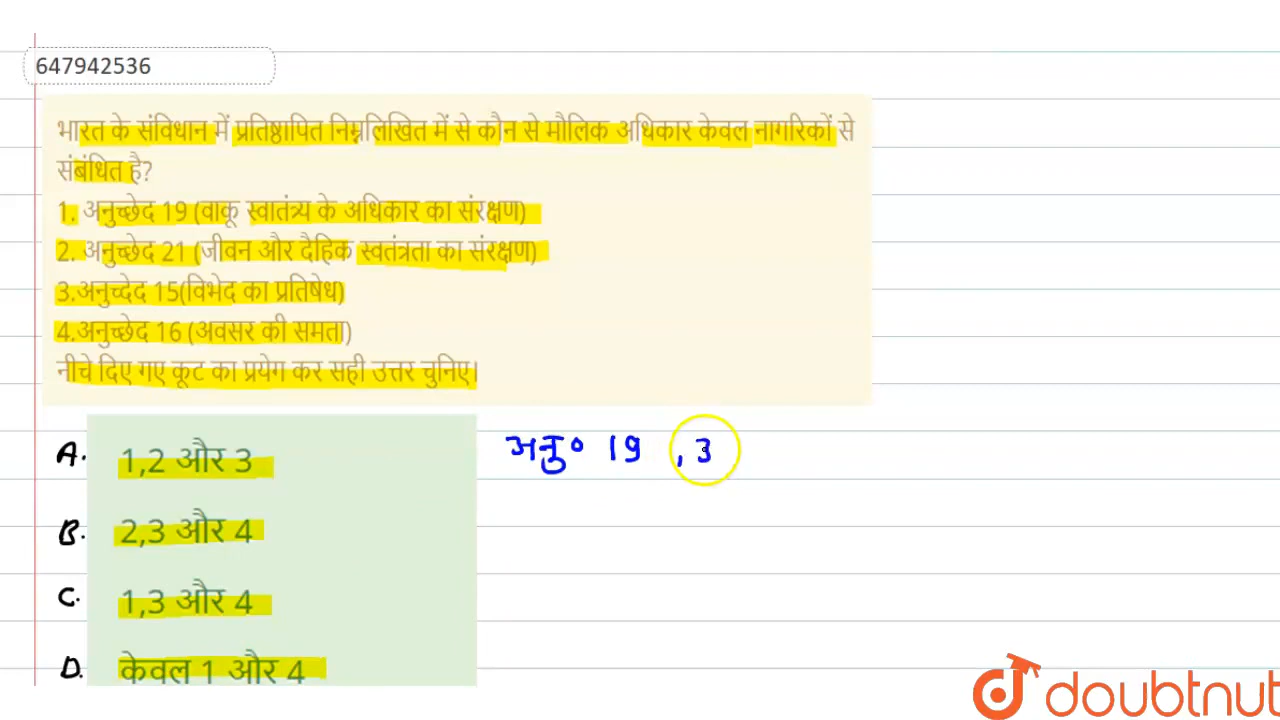 647942536
भारत के संविधान में प्रतिष्ठापित निम्नलिखित में से कौन से मौलिक अधिकार केवल नागरिकों से
संबंधित है?
1. अनुच्छेद 19 (वाकू स्वातंत्र्य के अधिकार का संरक्षण)
2. अनुच्छेद 21 (जीवन और दैहिक स्वतंत्रता का संरक्षण)
3.अनुच्देद 15(विभेद का प्रतिषेध)
4.अनुच्छेद 16 (अवसर की समता)
नीचे दिए गए कूट का प्रयेग कर सही उत्तर चुनिए।
A. 1,2 और 3
अनु० 19 , 3
B. 2,3 और 4
C. 1,3 और 4
D. केवल 1 और 4
doubtnut